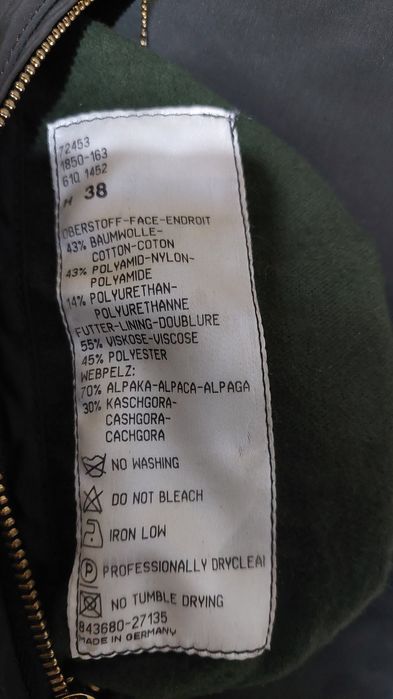 72453
1850-163
610 1452
H 38
OBERSTOFF-FACE-ENDROIT
43% BAUMWOLLE-
COTTON-COTON
43% POLYAMID-NYLON-
POLYAMIDE
14% POLYURETHAN-
POLYURETHANNE
FUTTER-LINING-DOUBLURE
55% VISKOSE-VISCOSE
45% POLYESTER
WEBPELZ:
70% ALPAKA-ALPACA-ALPAGA
30% KASCHGORA-
CASHGORA-
CACHGORA
NO WASHING
DO NOT BLEACH
IRON LOW
P PROFESSIONALLY DRYCLEAI
NO TUMBLE DRYING
843680-27135
MADE IN GERMANY